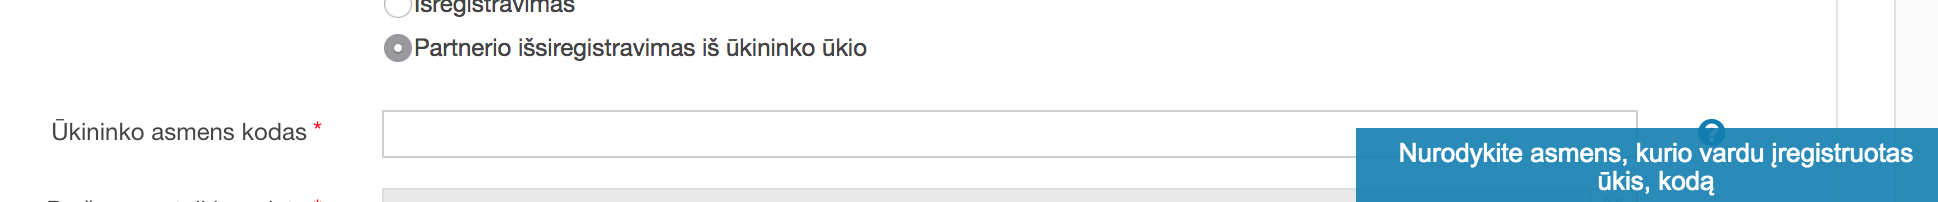 Išregistravimas
Partnerio išsiregistravimas iš ūkininko ūkio
Ūkininko asmens kodas *
?
Nurodykite asmens, kurio vardu įregistruotas
ūkis, kodą
*